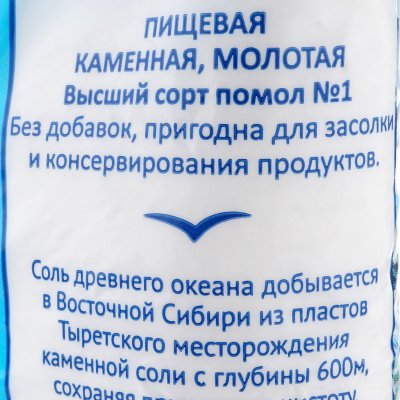 ПИЩЕВАЯ
КАМЕННАЯ, МОЛОТАЯ
Высший сорт помол №1
Без добавок, пригодна для засолки
и консервирования продуктов.
Соль древнего океана добывается
в Восточной Сибири из пластов
Тыретского месторождения
каменной соли с глубины 600м,
сохраняя